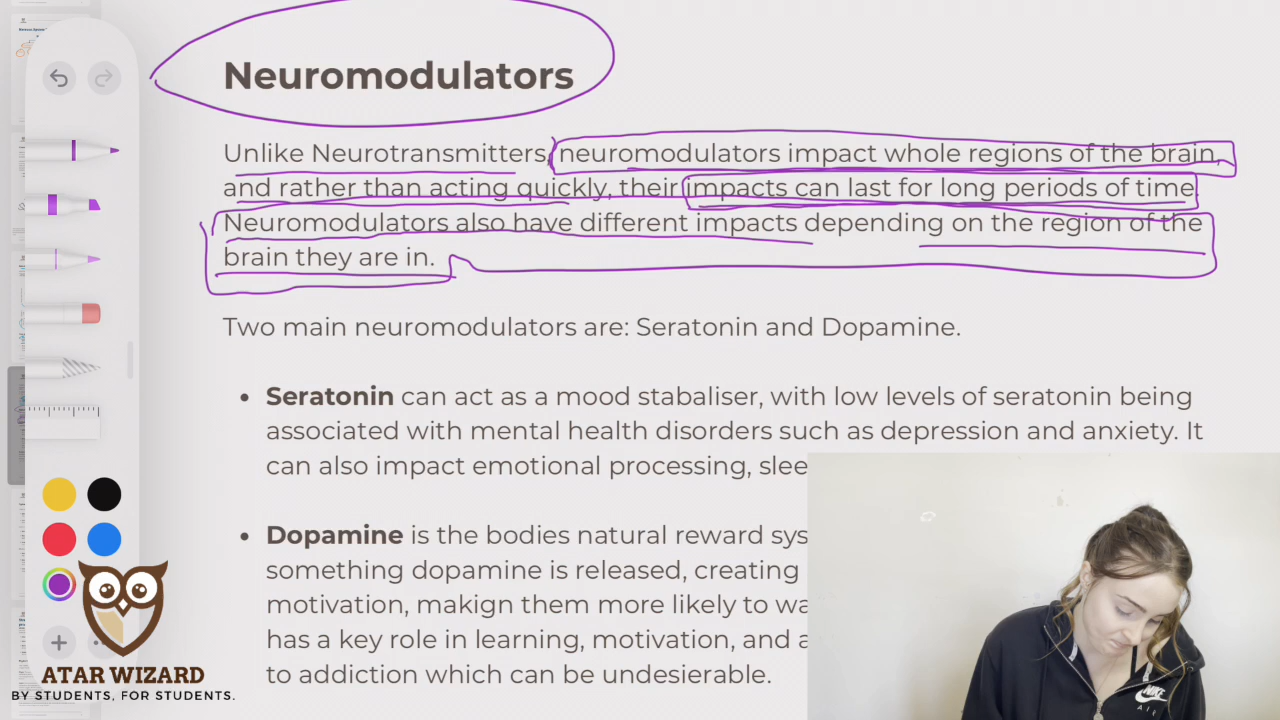 Neuromodulators
Unlike Neurotransmitters, neuromodulators impact whole regions of the brain,
and rather than acting quickly, their impacts can last for long periods of time.
Neuromodulators also have different impacts depending on the region of the
brain they are in.
Two main neuromodulators are: Seratonin and Dopamine.
Seratonin can act as a mood stabaliser, with low levels of seratonin being
associated with mental health disorders such as depression and anxiety. It
can also impact emotional processing,
Dopamine is the bodies natural reward
something dopamine is released, creating
motivation, makign them more likely to
has a key role in learning, motivation, and
to addiction which can be undesierable.
ATAR WIZARD
BY STUDENTS, FOR STUDENTS.
NIKE
AIR